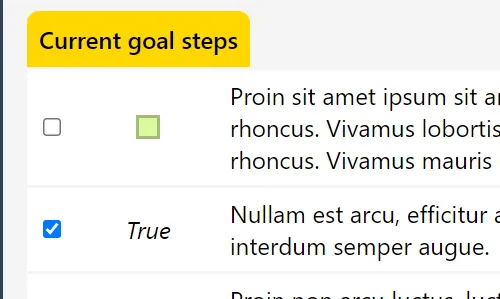 Current goal steps
Proin sit amet ipsum sit
rhoncus. Vivamus lobortis
rhoncus. Vivamus mauris
True
Nullam est arcu, efficitur
interdum semper augue.